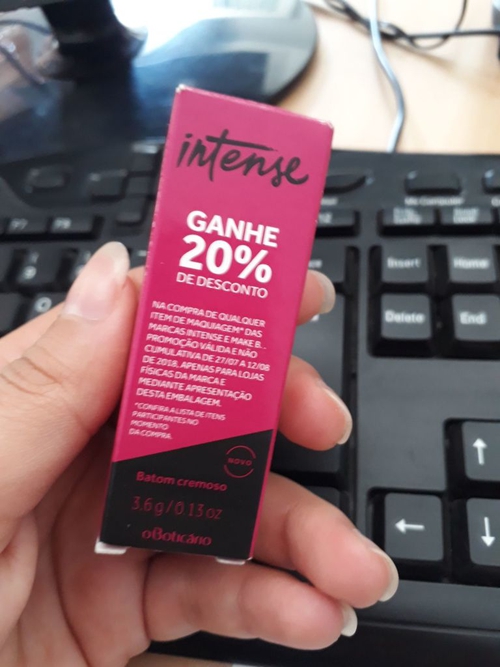 intense
GANHE
20%
DE DESCONTO
NA COMPRA DE QUALQUER
ITEM DE MAQUIAGEM* DAS
MARCAS INTENSE E MAKE B..
PROMOÇÃO VÁLIDA E NÃO
CUMULATIVA DE 27/07 A 12/08
DE 2018, APENAS PARA LOJAS
FÍSICAS DA MARCA E
MEDIANTE APRESENTAÇÃO
DESTA EMBALAGEM.
*CONFIRA A LISTA DE ITENS
PARTICIPANTES NO
MOMENTO
DA COMPRA.
NOVO
Batom cremoso
3,6 g/0.13 oz
oBoticário
Insert
Home
Delete
End
F7
F8
↑
←
↓